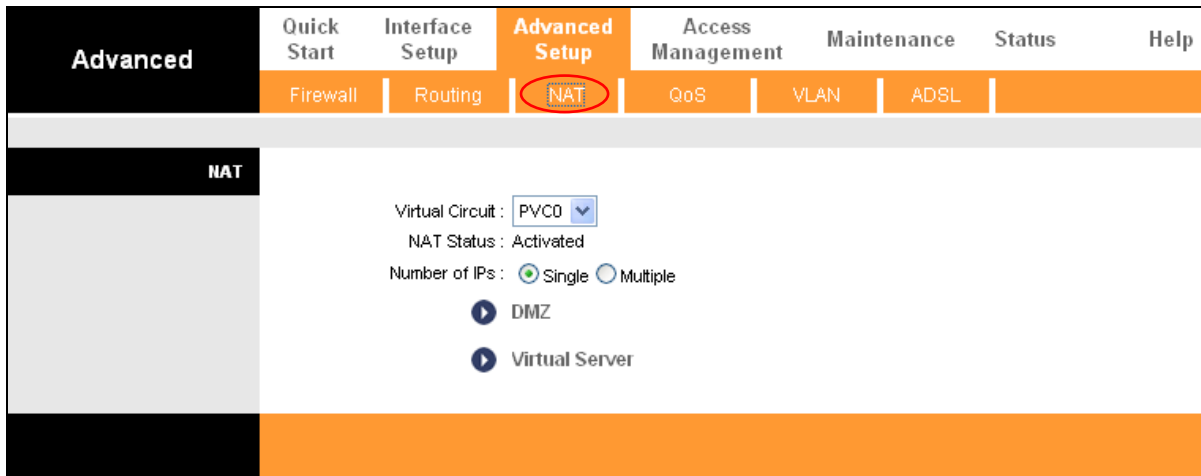 Advanced
Quick Start
Interface Setup
Advanced Setup
Access Management
Maintenance
Status
Help
Firewall
Routing
NAT
QoS
VLAN
ADSL
NAT
Virtual Circuit : PVC0
NAT Status : Activated
Number of IPs : Single Multiple
DMZ
Virtual Server